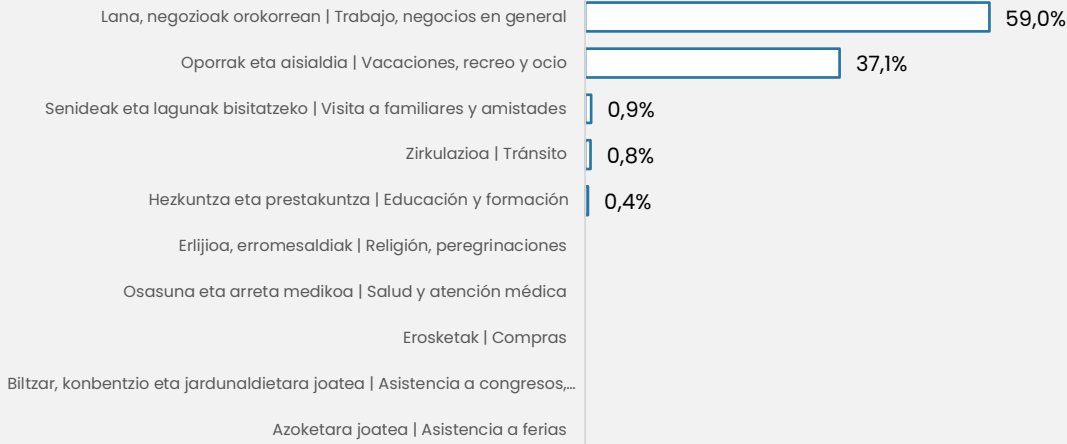 Lana, negozioak orokorrean | Trabajo, negocios en general 59,0%
Oporrak eta aisialdia | Vacaciones, recreo y ocio 37,1%
Senideak eta lagunak bisitatzeko | Visita a familiares y amistades 0,9%
Zirkulazioa | Tránsito 0,8%
Hezkuntza eta prestakuntza | Educación y formación 0,4%
Erlijioa, erromesaldiak | Religión, peregrinaciones
Osasuna eta arreta medikoa | Salud y atención médica
Erosketak | Compras
Biltzar, konbentzio eta jardunaldietara joatea | Asistencia a congresos,...
Azoketara joatea | Asistencia a ferias